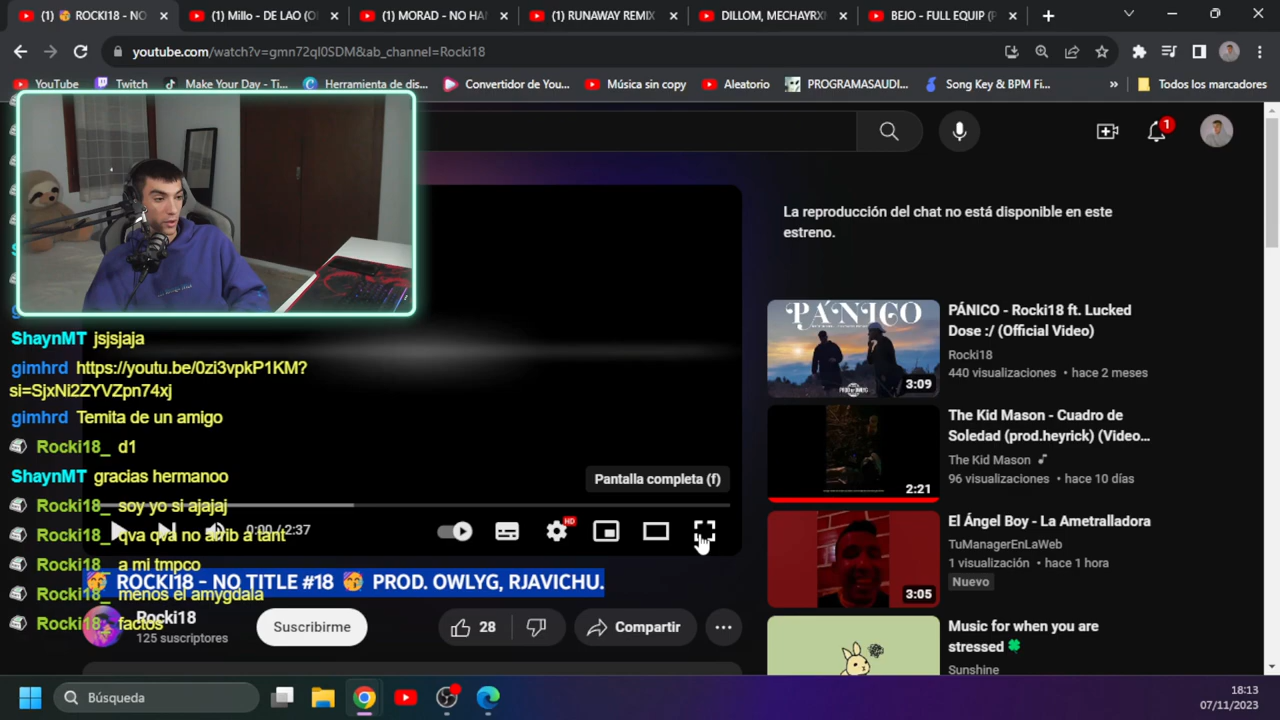 (1) 🥳 ROCKI18 - NO
(1) Millo - DE LAO (O
(1) MORAD - NO HA
(1) RUNAWAY REMIX
DILLOM, MECHAYRX
BEJO - FULL EQUIP (P
youtube.com/watch?v=gmn72qI0SDM&ab_channel=Rocki18
YouTube
Twitch
Make Your Day - Ti...
Herramienta de dis...
Convertidor de You...
Música sin copy
Aleatorio
PROGRAMASAUDI...
Song Key & BPM Fi...
»
Todos los marcadores
1
La reproducción del chat no está disponible en este
estreno.
ShaynMT jsjsjaja
gimhrd https://youtu.be/0zi3vpkP1KM?
si=SjxNi2ZYVZpn74xj
gimhrd Temita de un amigo
Rocki18_ d1
ShaynMT gracias hermanoo
Rocki18_ soy yo si ajajaj
Rocki18_ qva qva no arrib a tant
Rocki18_ a mi tmpco
Rocki18_ menos el amygdala
Rocki18_ factos
Pantalla completa (f)
0:00 / 2:37
HD
🥳 ROCKI18 - NO TITLE #18 🥳 PROD. OWLYG, RJAVICHU.
Rocki18
125 suscriptores
Suscribirme
28
Compartir
PÁNICO
3:09
PÁNICO - Rocki18 ft. Lucked
Dose :/ (Official Video)
Rocki18
440 visualizaciones • hace 2 meses
2:21
The Kid Mason - Cuadro de
Soledad (prod.heyrick) (Video...
The Kid Mason
96 visualizaciones • hace 10 días
3:05
El Ángel Boy - La Ametralladora
TuManagerEnLaWeb
1 visualización • hace 1 hora
Nuevo
Music for when you are
stressed 🍀
Sunshine
Búsqueda
18:13
07/11/2023